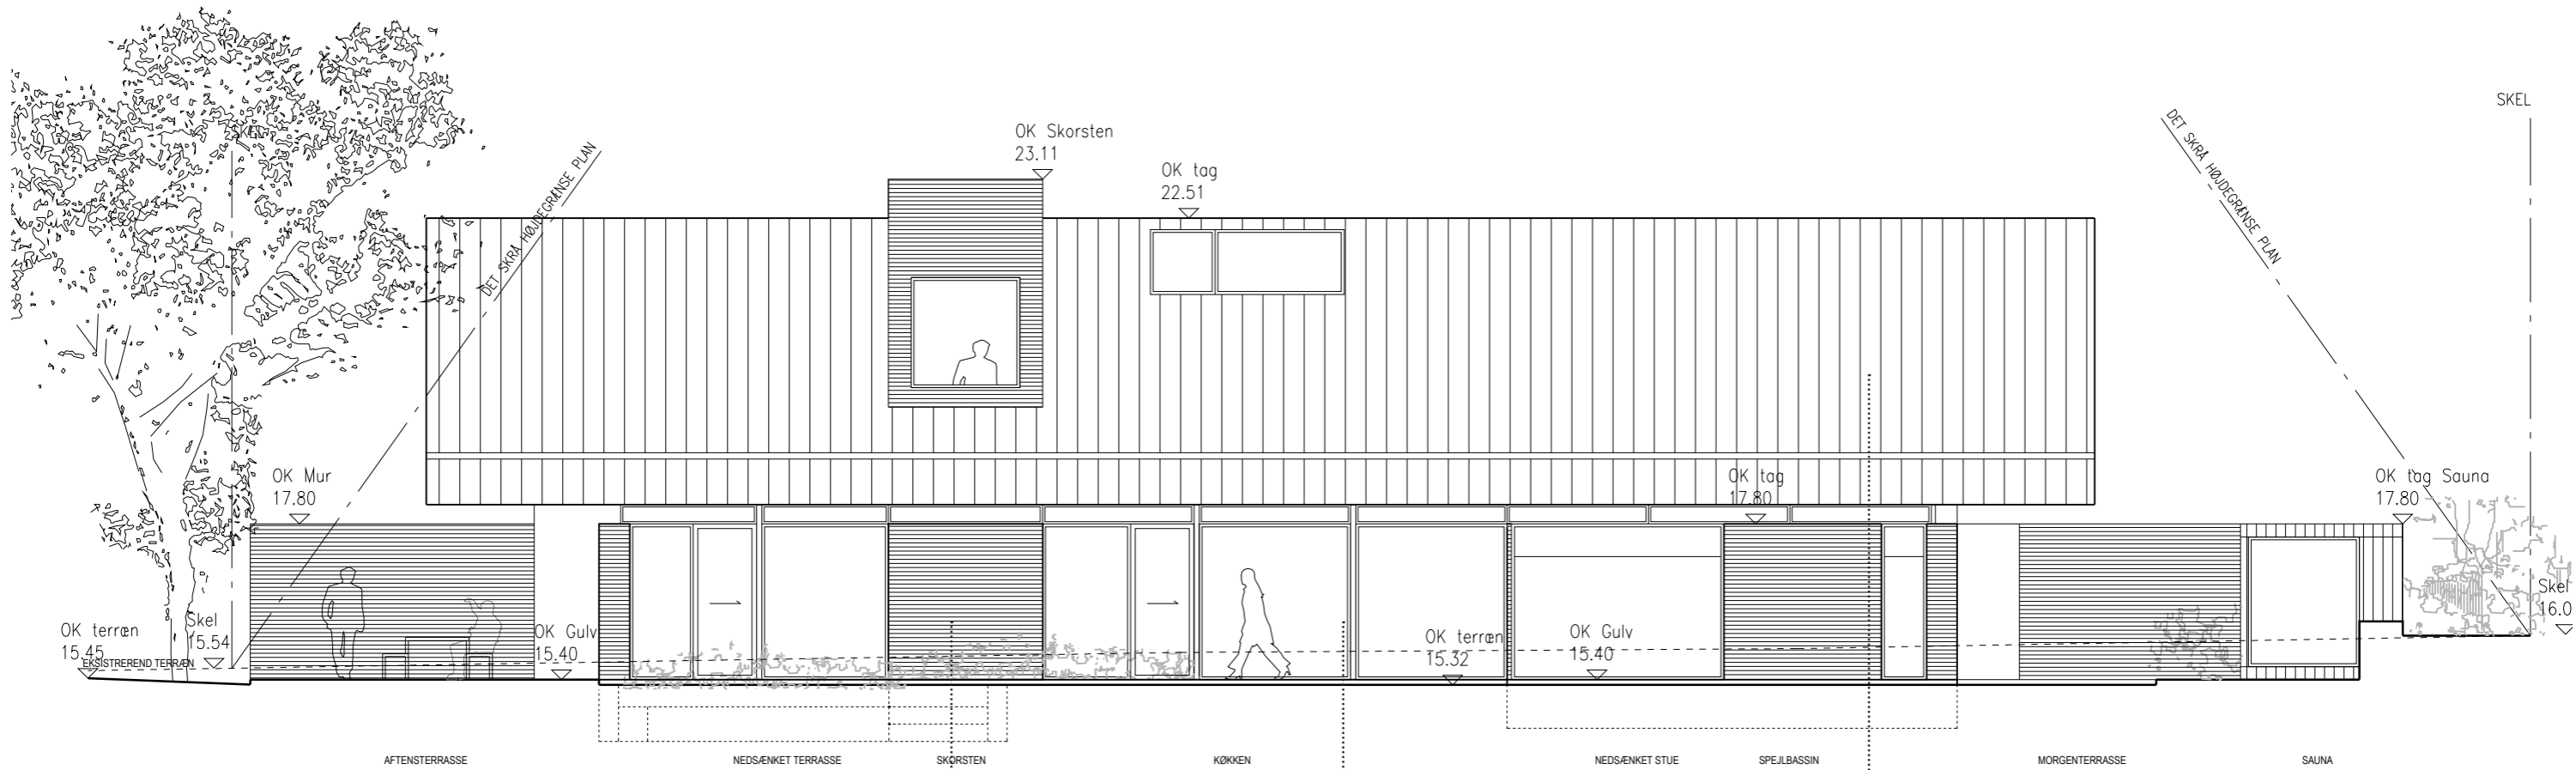 SKEL
SKEL
DET SKRÅ HØJDEGRÆNSE PLAN
DET SKRÅ HØJDEGRÆNSE PLAN
OK Skorsten
23.11
OK tag
22.51
OK Mur
17.80
OK tag
17.80
OK tag Sauna
17.80
OK terræn
15.45
EKSISTREREND TERRÆN
Skel
15.54
OK Gulv
15.40
OK terræn
15.32
OK Gulv
15.40
Skel
16.0
AFTENSTERRASSE
NEDSÆNKET TERRASSE
SKORSTEN
KØKKEN
NEDSÆNKET STUE
SPEJLBASSIN
MORGENTERRASSE
SAUNA